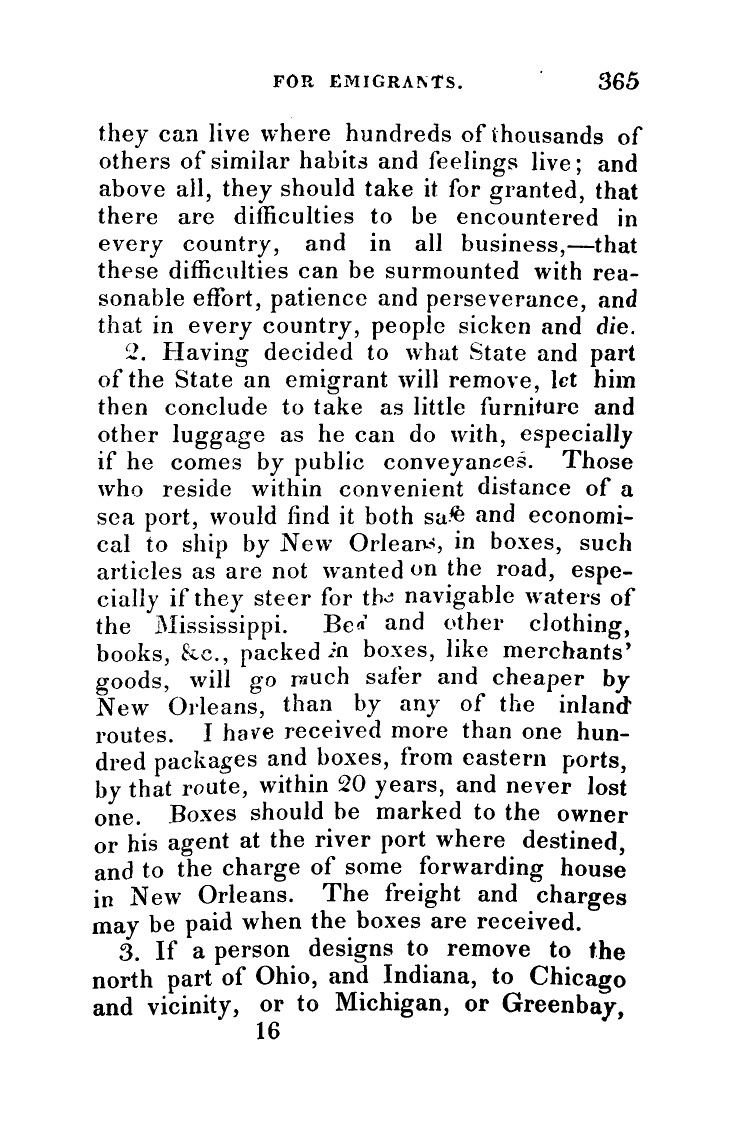 FOR EMIGRANTS. 365
they can live where hundreds of thousands of
others of similar habits and feelings live; and
above all, they should take it for granted, that
there are difficulties to be encountered in
every country, and in all business,—that
these difficulties can be surmounted with rea-
sonable effort, patience and perseverance, and
that in every country, people sicken and die.
2. Having decided to what State and part
of the State an emigrant will remove, let him
then conclude to take as little furniture and
other luggage as he can do with, especially
if he comes by public conveyances. Those
who reside within convenient distance of a
sea port, would find it both safe and economi-
cal to ship by New Orleans, in boxes, such
articles as are not wanted on the road, espe-
cially if they steer for the navigable waters of
the Mississippi. Bed and other clothing,
books, &c., packed in boxes, like merchants'
goods, will go much safer and cheaper by
New Orleans, than by any of the inland
routes. I have received more than one hun-
dred packages and boxes, from eastern ports,
by that route, within 20 years, and never lost
one. Boxes should be marked to the owner
or his agent at the river port where destined,
and to the charge of some forwarding house
in New Orleans. The freight and charges
may be paid when the boxes are received.
3. If a person designs to remove to the
north part of Ohio, and Indiana, to Chicago
and vicinity, or to Michigan, or Greenbay,
16